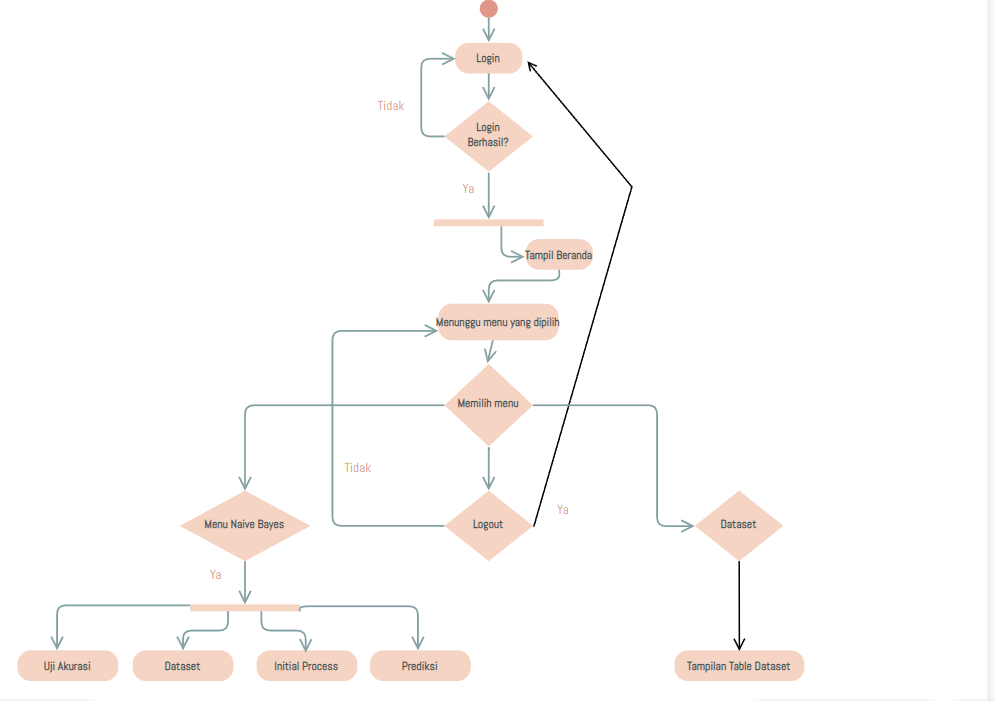 Login
Tidak
Login
Berhasil?
Ya
Tampil Beranda
Menunggu menu yang dipilih
Memilih menu
Tidak
Ya
Menu Naive Bayes
Logout
Dataset
Ya
Uji Akurasi
Dataset
Initial Process
Prediksi
Tampilan Table Dataset